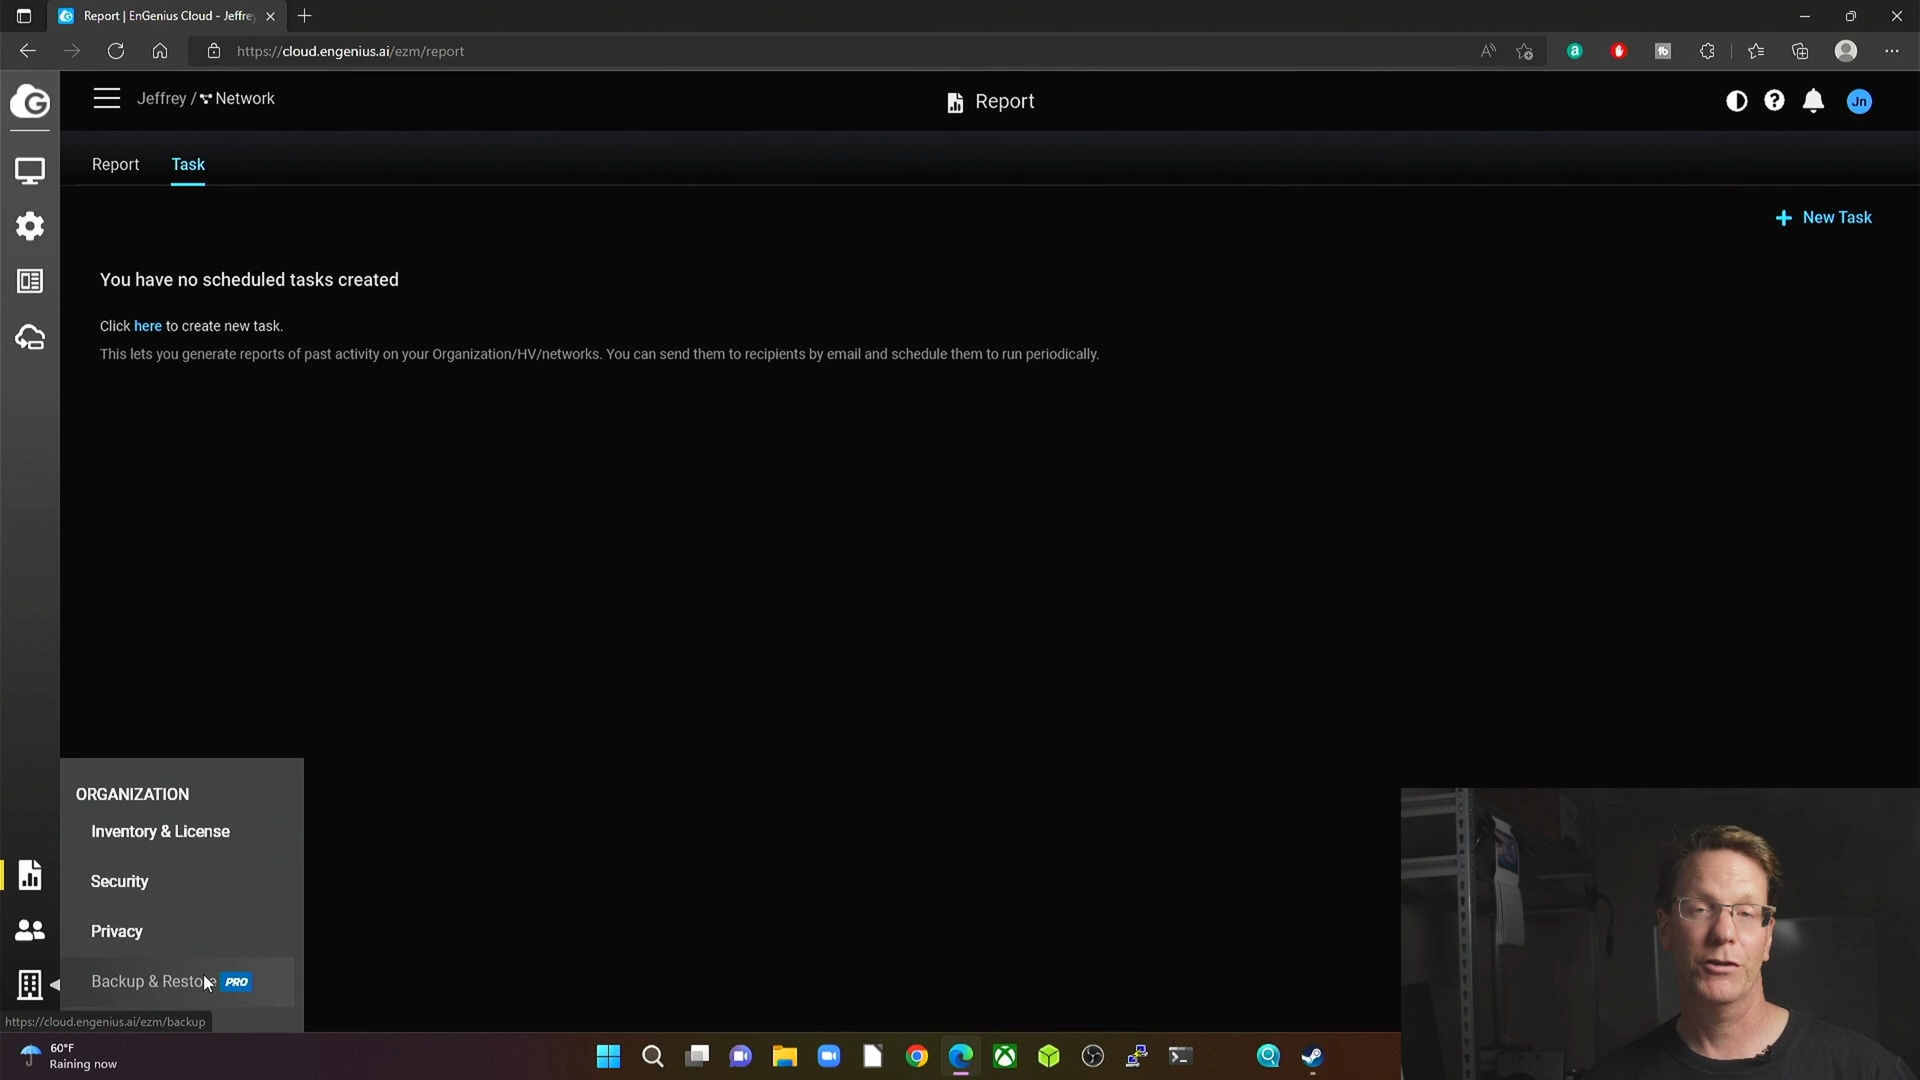 Report | EnGenius Cloud - Jeffrey
https://cloud.engenius.ai/ezm/report
Jeffrey / Network
Report
Jn
Report
Task
New Task
You have no scheduled tasks created
Click here to create new task.
This lets you generate reports of past activity on your Organization/HV/networks. You can send them to recipients by email and schedule them to run periodically.
ORGANIZATION
Inventory & License
Security
Privacy
Backup & Restore PRO
https://cloud.engenius.ai/ezm/backup
60°F
Raining now